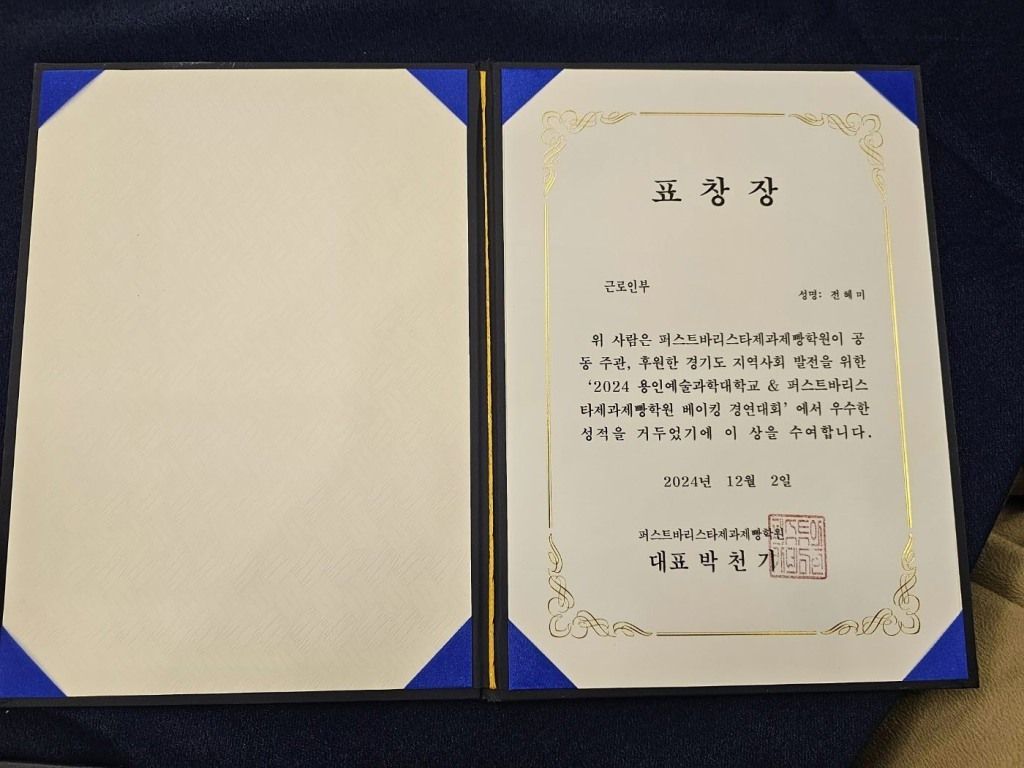 표 창 장
근로인부
성명: 전 혜 미
위 사람은 퍼스트바리스타제과제빵학원이 공
동 주관, 후원한 경기도 지역사회 발전을 위한
‘2024 용인예술과학대학교 & 퍼스트바리스
타제과제빵학원 베이킹 경연대회’ 에서 우수한
성적을 거두었기에 이 상을 수여합니다.
2024년 12월 2일
퍼스트바리스타제과제빵학원
대표 박 천 기